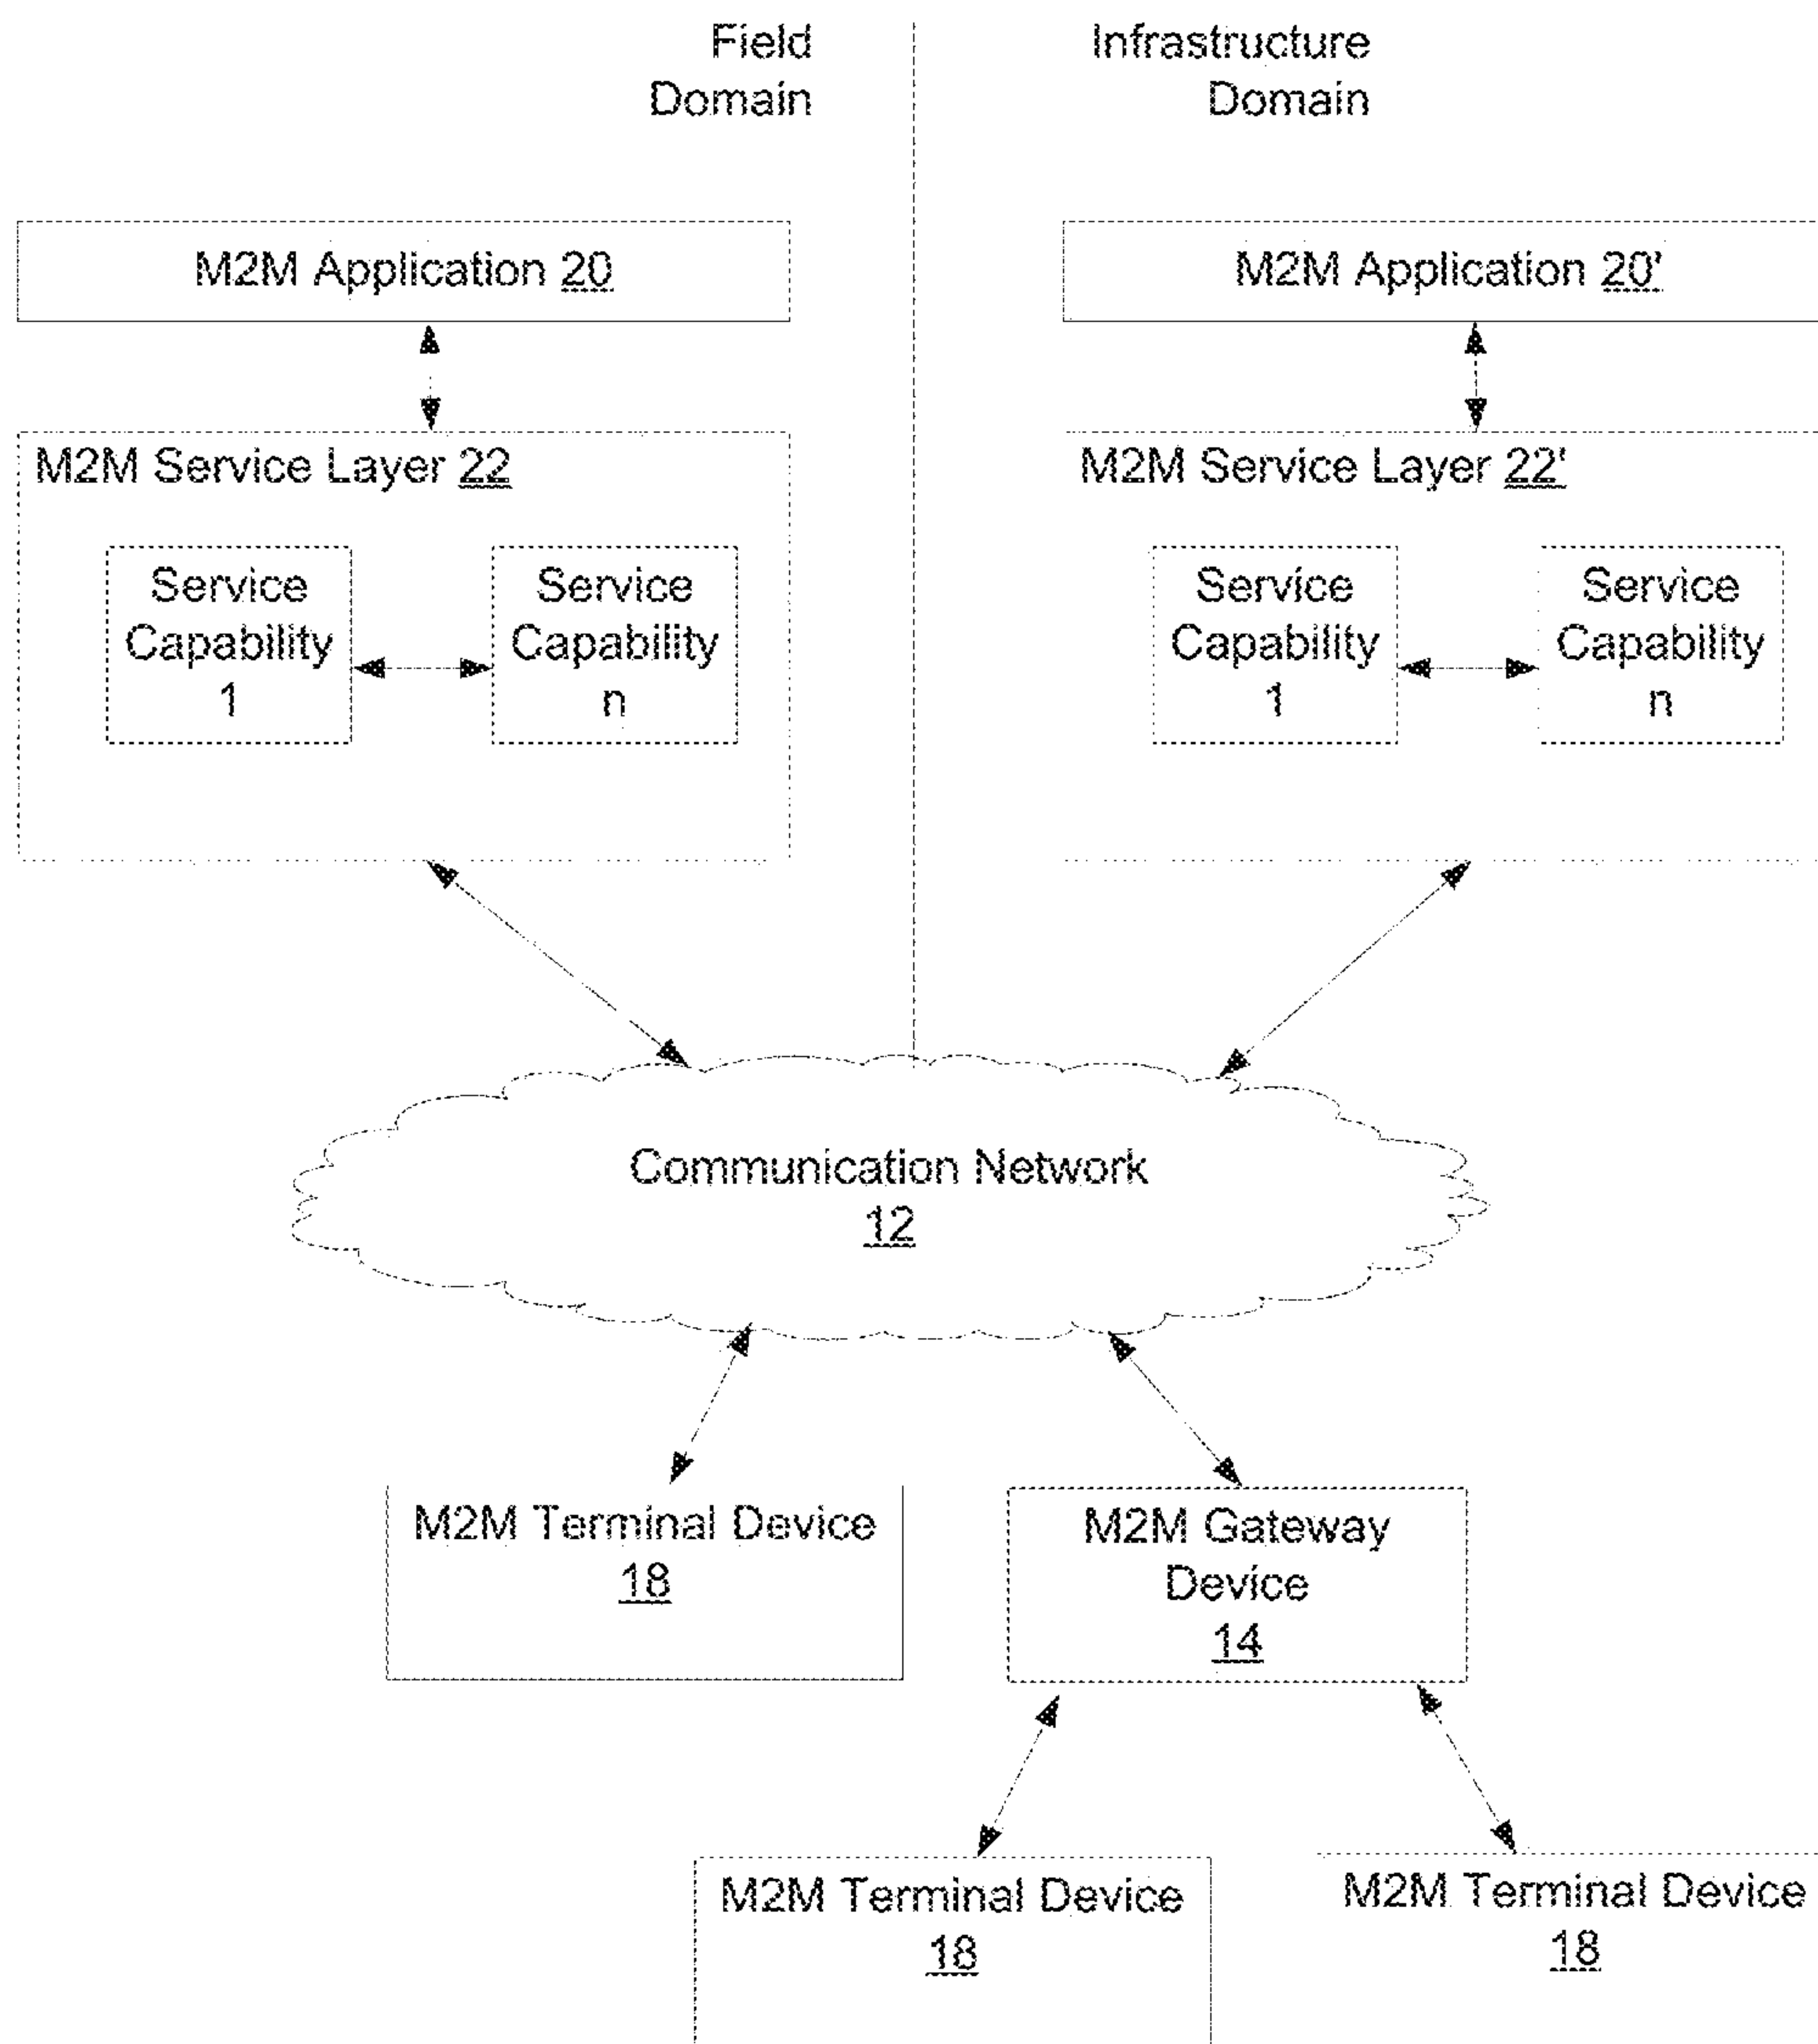 Field
Domain
Infrastructure
Domain
M2M Application 20
M2M Application 20'
M2M Service Layer 22
M2M Service Layer 22'
Service
Capability
1
Service
Capability
n
Service
Capability
1
Service
Capability
n
Communication Network
12
M2M Terminal Device
18
M2M Gateway
Device
14
M2M Terminal Device
18
M2M Terminal Device
18